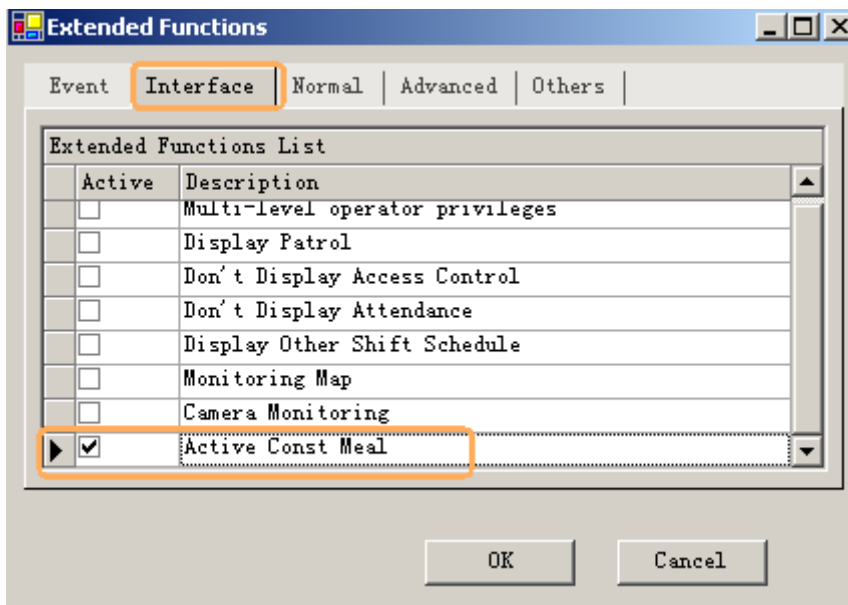 Extended Functions
Event Interface Normal Advanced Others
Extended Functions List
Active Description
Multi-level operator privileges
Display Patrol
Don't Display Access Control
Don't Display Attendance
Display Other Shift Schedule
Monitoring Map
Camera Monitoring
Active Const Meal
OK Cancel